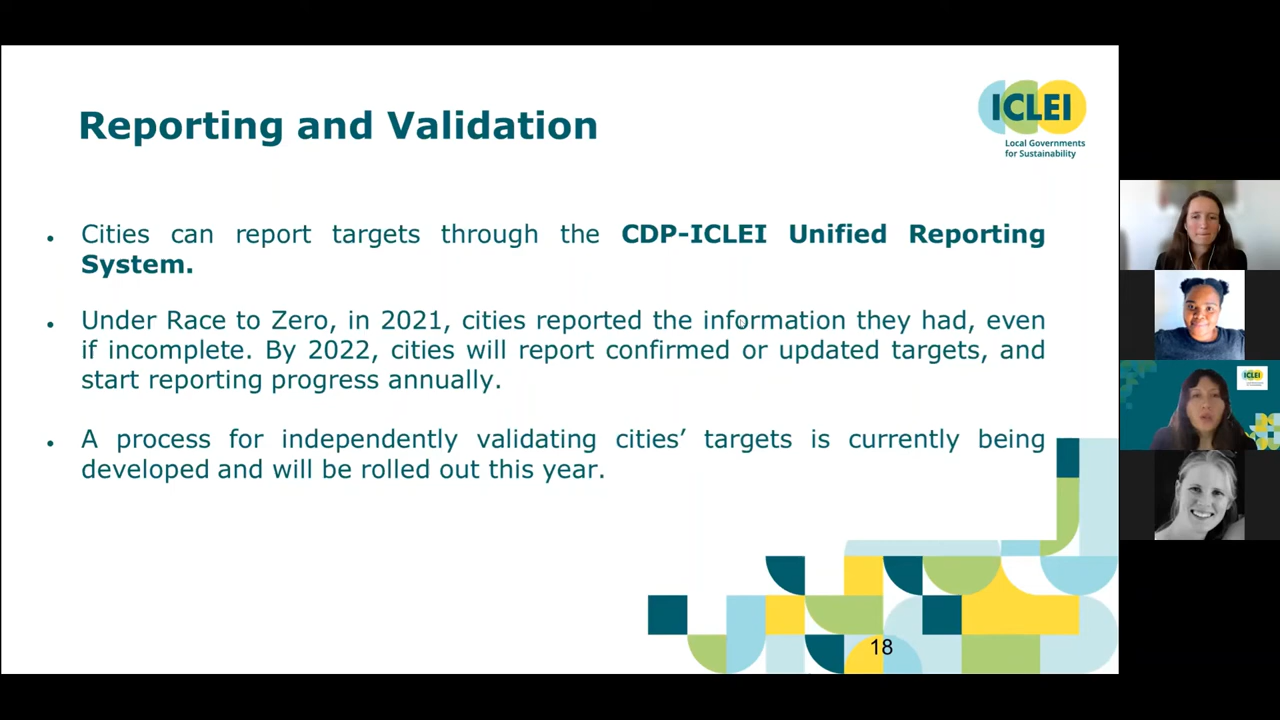 Reporting and Validation
ICLEI
Local Governments
for Sustainability
• Cities can report targets through the CDP-ICLEI Unified Reporting
System.
• Under Race to Zero, in 2021, cities reported the information they had, even
if incomplete. By 2022, cities will report confirmed or updated targets, and
start reporting progress annually.
• A process for independently validating cities’ targets is currently being
developed and will be rolled out this year.
18
ICLEI